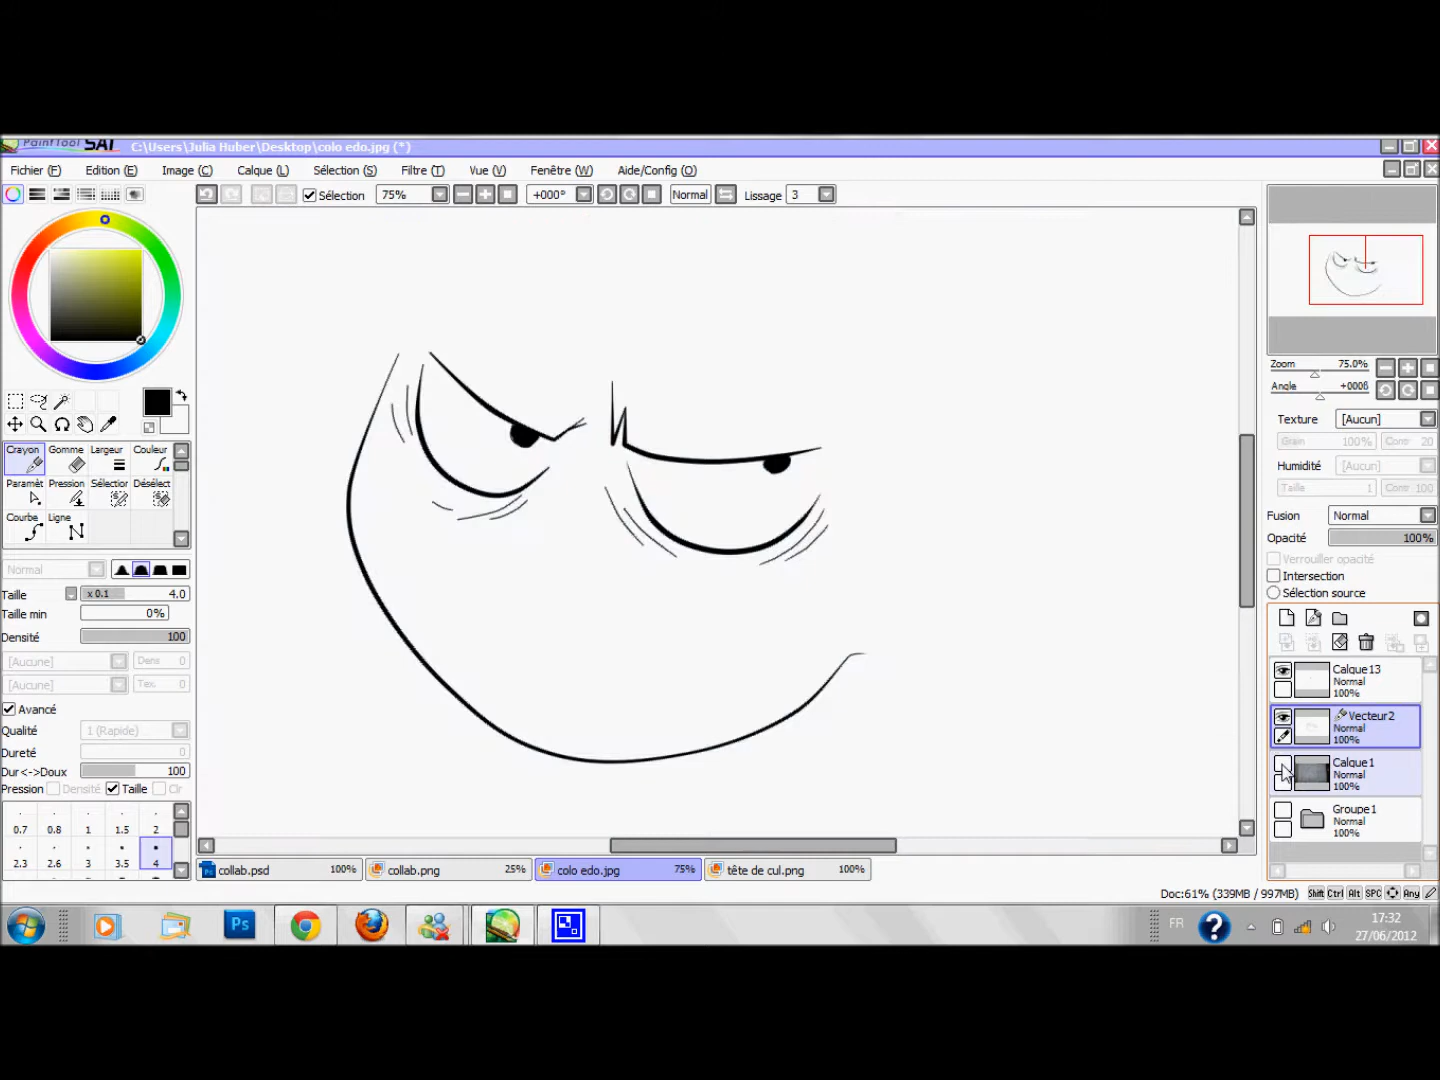 PaintTool SAI C:\Users\Julia Huber\Desktop\colo edo.jpg (*)
Fichier (F) Edition (E) Image (C) Calque (L) Sélection (S) Filtre (T) Vue (V) Fenêtre (W) Aide/Config (O)
Sélection 75% +000° Normal Lissage 3
Zoom 75.0%
Angle +000ß
Texture [Aucun]
Grain 100% Contr 20
Humidité [Aucun]
Taille 1 Contr 100
Fusion Normal
Opacité 100%
Verrouiller opacité
Intersection
Sélection source
Crayon Gomme Largeur Couleur
Paramèt Pression Sélection Désélect
Courbe Ligne
Normal
Taille x 0.1 4.0
Taille min 0%
Densité 100
[Aucune] Dens 0
[Aucune] Tex. 0
Avancé
Qualité 1 (Rapide)
Dureté 0
Dur<->Doux 100
Pression Densité Taille Clr
0.7 0.8 1 1.5 2
2.3 2.6 3 3.5 4
Calque13
Normal
100%
Vecteur2
Normal
100%
Calque1
Normal
100%
Groupe1
Normal
100%
collab.psd 100% collab.png 25% colo edo.jpg 75% tête de cul.png 100%
Doc:61% (339MB / 997MB) Shift Ctrl Alt SPC Any
Ps FR ? 17:32
27/06/2012